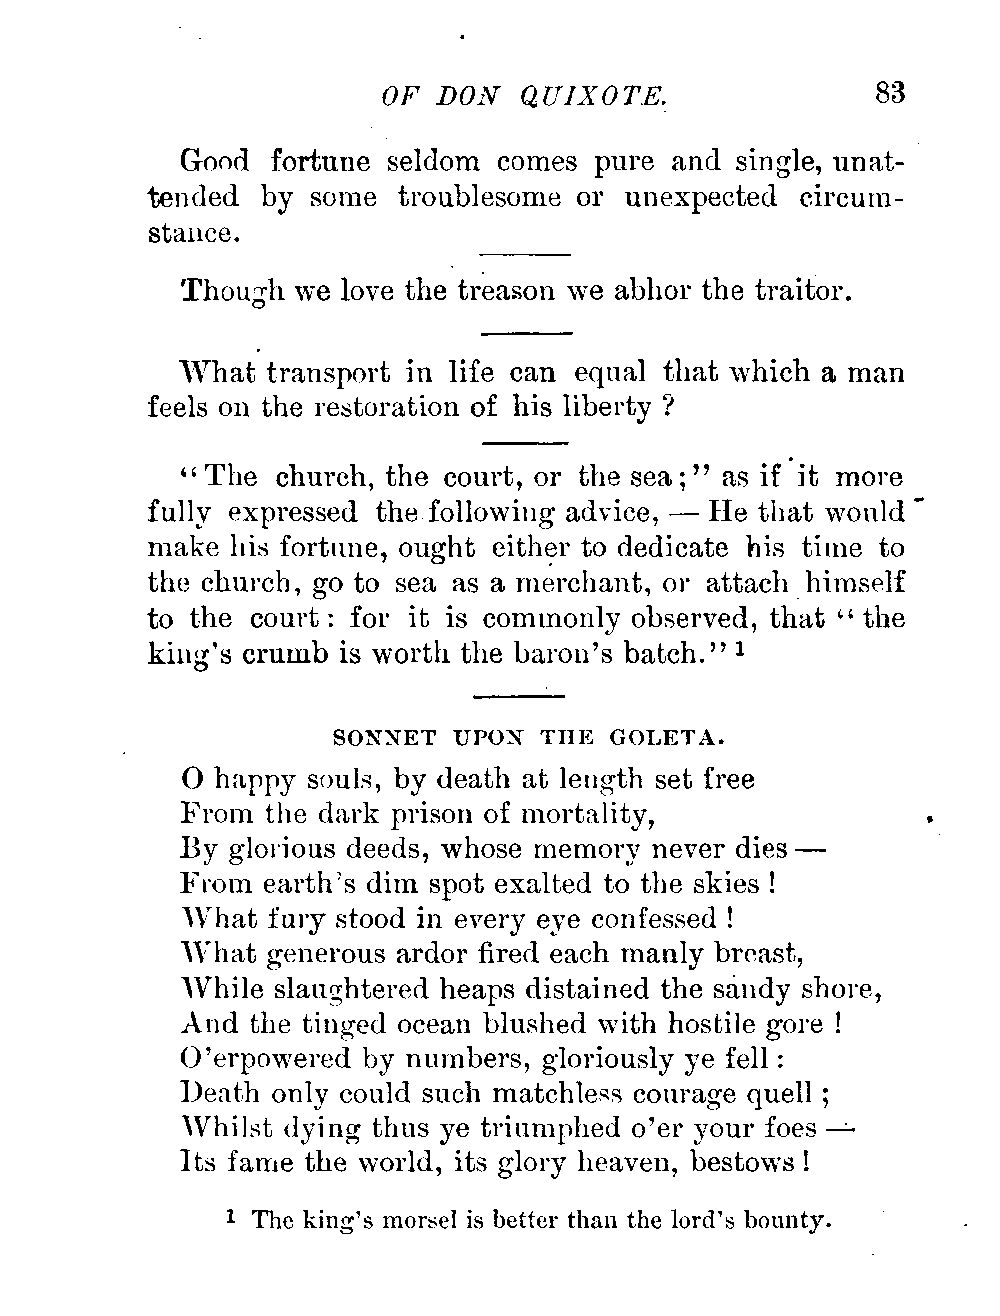 OF DON QUIXOTE. 83
Good fortune seldom comes pure and single, unat-
tended by some troublesome or unexpected circum-
stance.
Though we love the treason we abhor the traitor.
What transport in life can equal that which a man
feels on the restoration of his liberty ?
“ The church, the court, or the sea ; ” as if it more
fully expressed the following advice, — He that would
make his fortune, ought either to dedicate his time to
the church, go to sea as a merchant, or attach himself
to the court : for it is commonly observed, that “ the
king's crumb is worth the baron's batch.” 1
SONNET UPON THE GOLETA.
O happy souls, by death at length set free
From the dark prison of mortality,
By glorious deeds, whose memory never dies —
From earth's dim spot exalted to the skies !
What fury stood in every eye confessed !
What generous ardor fired each manly breast,
While slaughtered heaps distained the sandy shore,
And the tinged ocean blushed with hostile gore !
O'erpowered by numbers, gloriously ye fell :
Death only could such matchless courage quell ;
Whilst dying thus ye triumphed o'er your foes —
Its fame the world, its glory heaven, bestows !
1 The king's morsel is better than the lord's bounty.